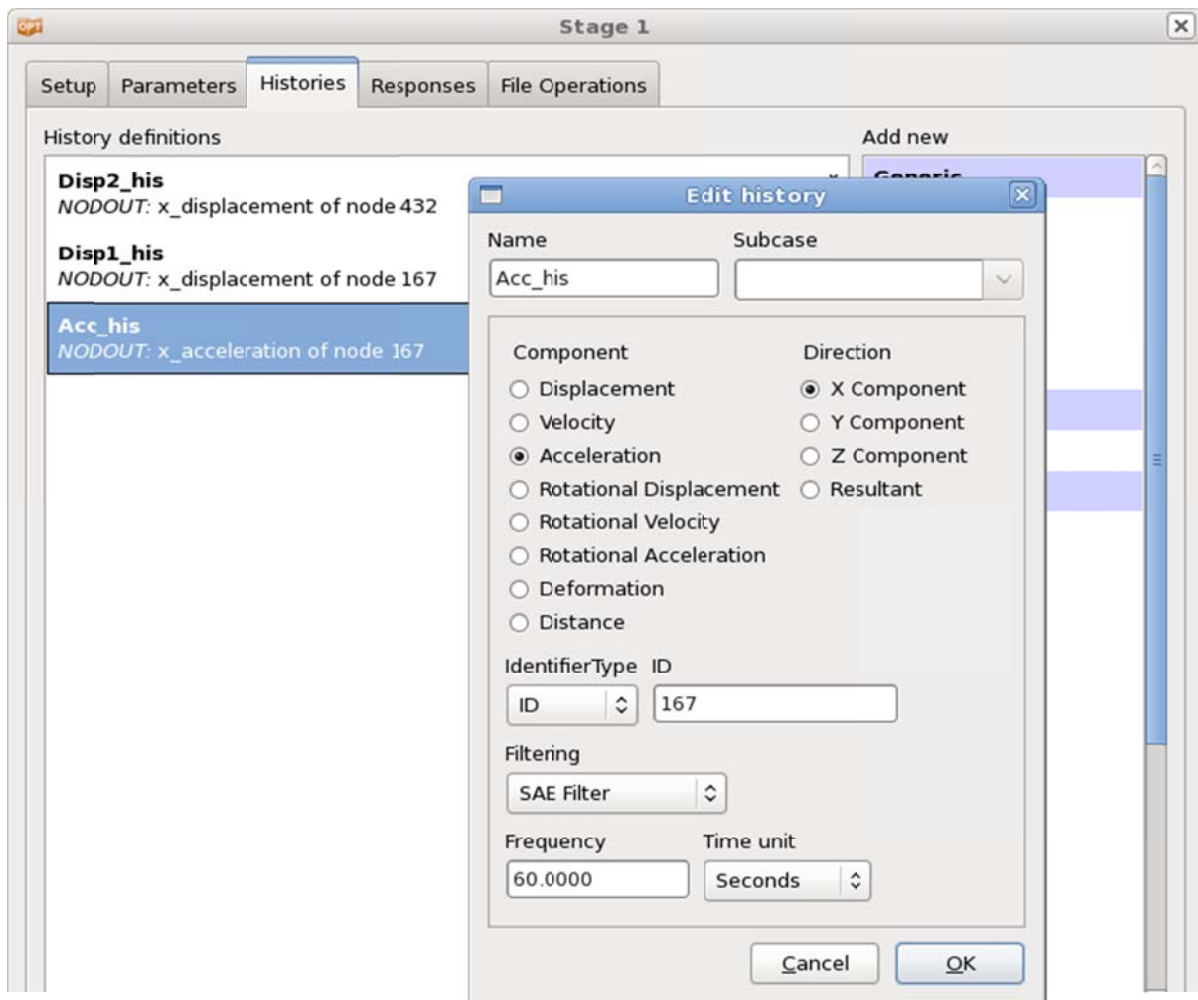 OPT
Stage 1
Setup Parameters Histories Responses File Operations
History definitions
Add new
Disp2_his
NODOUT: x_displacement of node 432
Disp1_his
NODOUT: x_displacement of node 167
Acc_his
NODOUT: x_acceleration of node 167
Generic
Edit history
Name Subcase
Acc_his
Component Direction
Displacement X Component
Velocity Y Component
Acceleration Z Component
Rotational Displacement Resultant
Rotational Velocity
Rotational Acceleration
Deformation
Distance
IdentifierType ID
ID 167
Filtering
SAE Filter
Frequency Time unit
60.0000 Seconds
Cancel OK